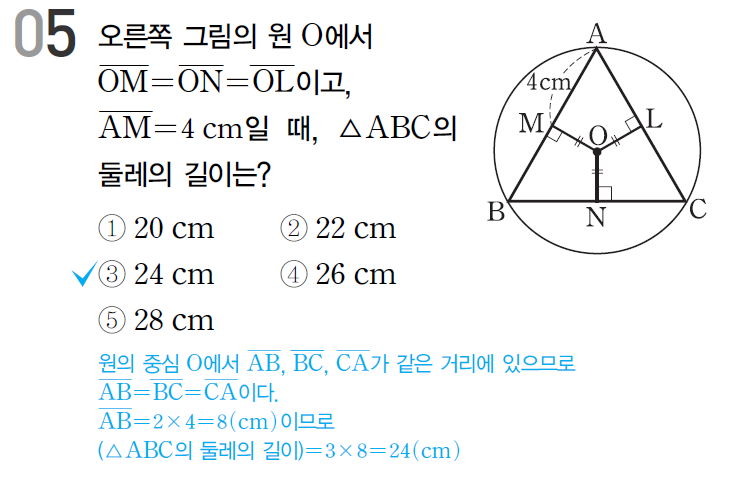 05 오른쪽 그림의 원 O에서
OM=ON=OL이고,
AM=4 cm일 때, △ABC의
둘레의 길이는?
① 20 cm ② 22 cm
③ 24 cm ④ 26 cm
⑤ 28 cm
A
4cm
M
O
L
B
N
C
원의 중심 O에서 AB, BC, CA가 같은 거리에 있으므로
AB=BC=CA이다.
AB=2×4=8(cm)이므로
(△ABC의 둘레의 길이)=3×8=24(cm)